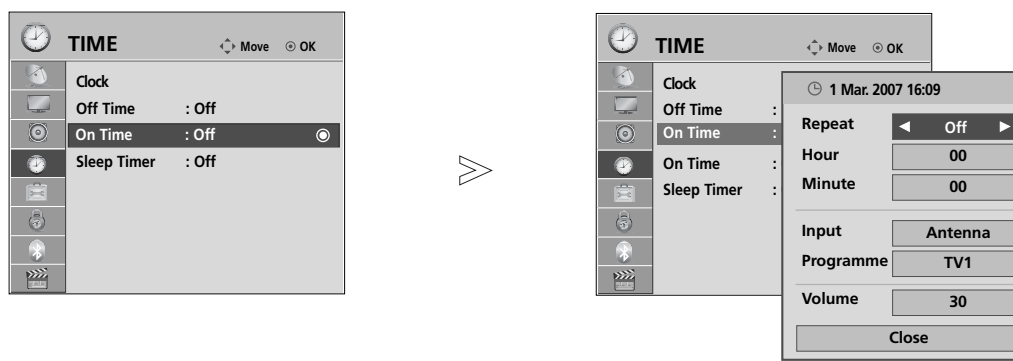 TIME Move OK
Clock
Off Time : Off
On Time : Off
Sleep Timer : Off
TIME Move OK
Clock
Off Time :
On Time :
On Time :
Sleep Timer :
1 Mar. 2007 16:09
Repeat ◄ Off ►
Hour 00
Minute 00
Input Antenna
Programme TV1
Volume 30
Close